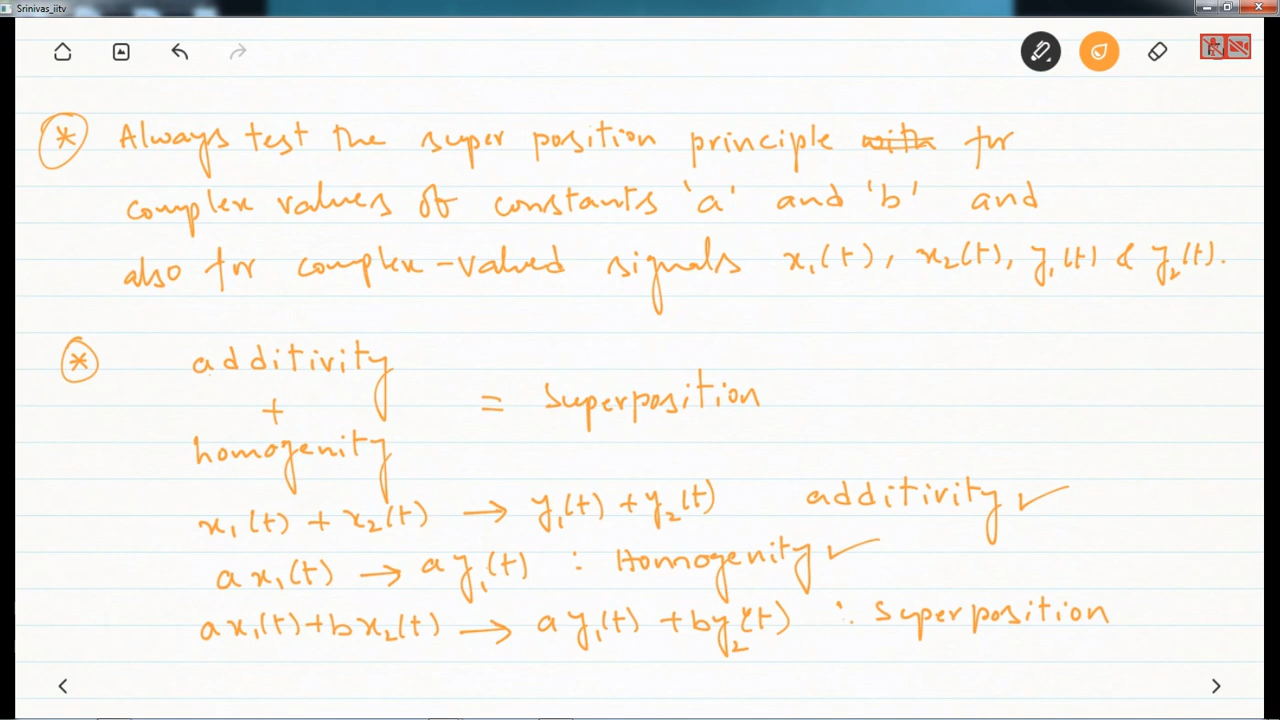 Srinivas_iitv
* Always test the super position principle with for
complex values of constants 'a' and 'b' and
also for complex-valued signals x₁(t), x₂(t), y₁(t) & y₂(t).
* additivity
+
homogenity
= superposition
x₁(t) + x₂(t) → y₁(t) + y₂(t) additivity ✓
a x₁(t) → a y₁(t) : Homogenity ✓
a x₁(t) + b x₂(t) → a y₁(t) + b y₂(t) : superposition